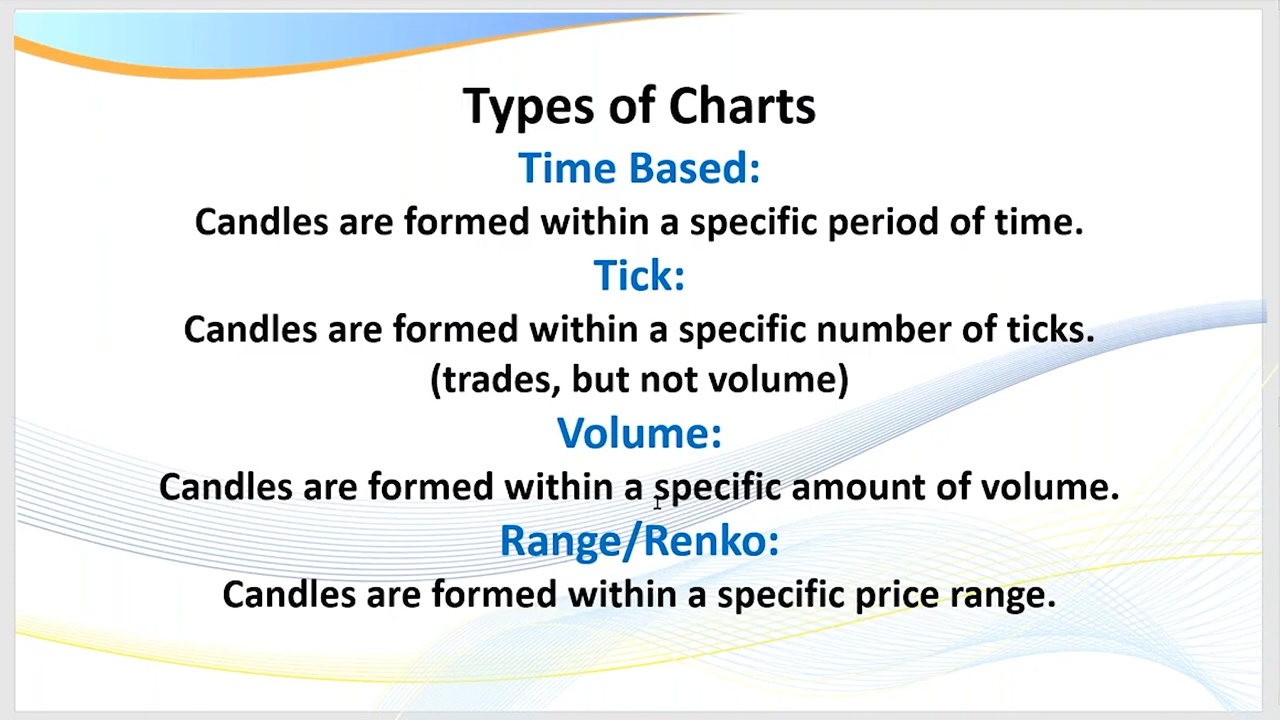 Types of Charts
Time Based:
Candles are formed within a specific period of time.
Tick:
Candles are formed within a specific number of ticks.
(trades, but not volume)
Volume:
Candles are formed within a specific amount of volume.
Range/Renko:
Candles are formed within a specific price range.